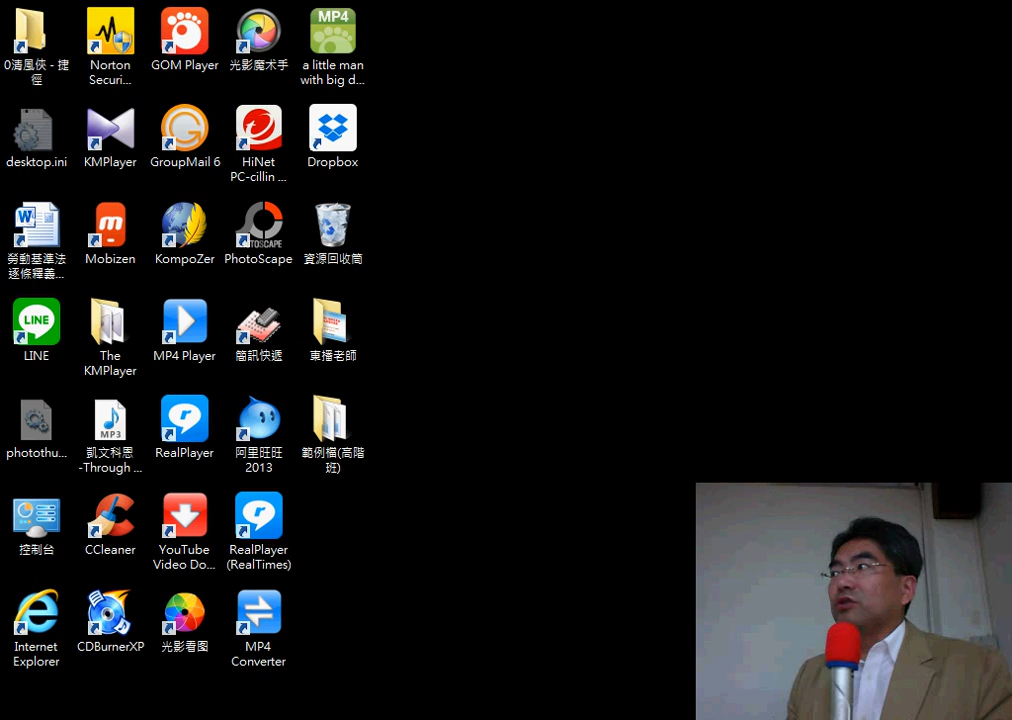 0清風俠 - 捷
徑
Norton
Securi...
GOM Player
光影魔术手
MP4
a little man
with big d...
desktop.ini
KMPlayer
GroupMail 6
HiNet
PC-cillin ...
Dropbox
勞動基準法
逐條釋義...
Mobizen
KompoZer
TOSCAPE
PhotoScape
資源回收筒
LINE
LINE
The
KMPlayer
MP4 Player
簡訊快遞
東播老師
photothu...
MP3
凱文科恩
-Through ...
RealPlayer
阿里旺旺
2013
範例檔(高階
班)
控制台
CCleaner
YouTube
Video Do...
RealPlayer
(RealTimes)
Internet
Explorer
CDBurnerXP
光影看图
MP4
Converter